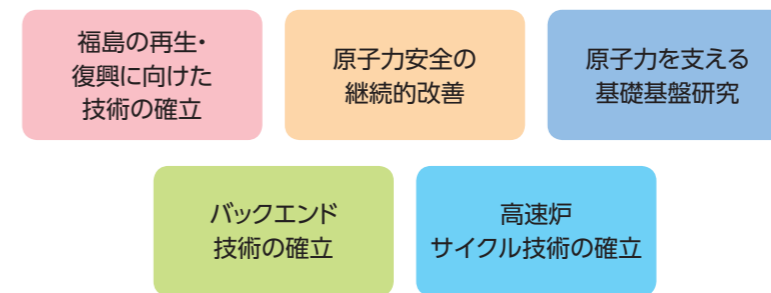 福島の再生・
復興に向けた
技術の確立
原子力安全の
継続的改善
原子力を支える
基礎基盤研究
バックエンド
技術の確立
高速炉
サイクル技術の確立